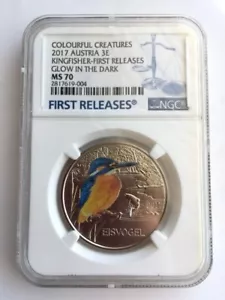 COLOURFUL CREATURES
2017 AUSTRIA 3E
KINGFISHER-FIRST RELEASES
GLOW IN THE DARK
MS 70
2817619-004
FIRST RELEASES®
NGC
EISVOGEL